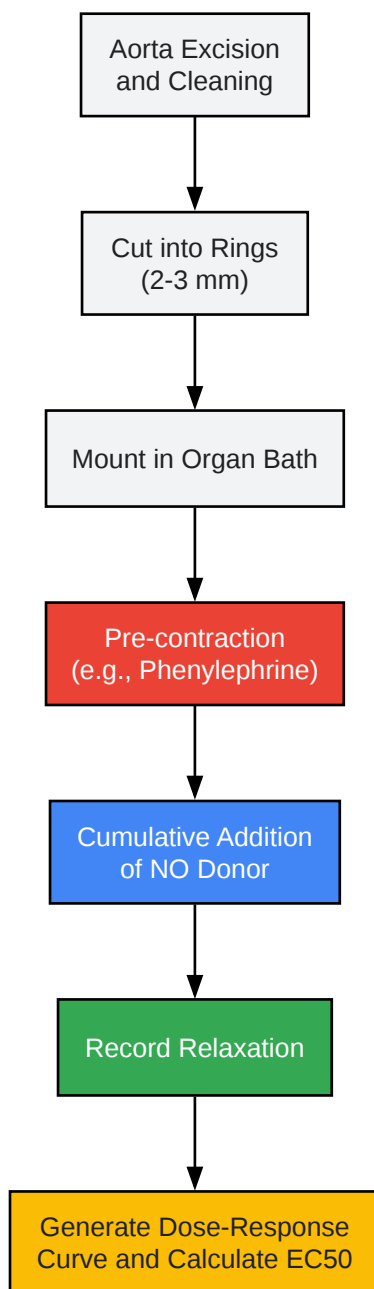 Aorta Excision
and Cleaning
Cut into Rings
(2-3 mm)
Mount in Organ Bath
Pre-contraction
(e.g., Phenylephrine)
Cumulative Addition
of NO Donor
Record Relaxation
Generate Dose-Response
Curve and Calculate EC50